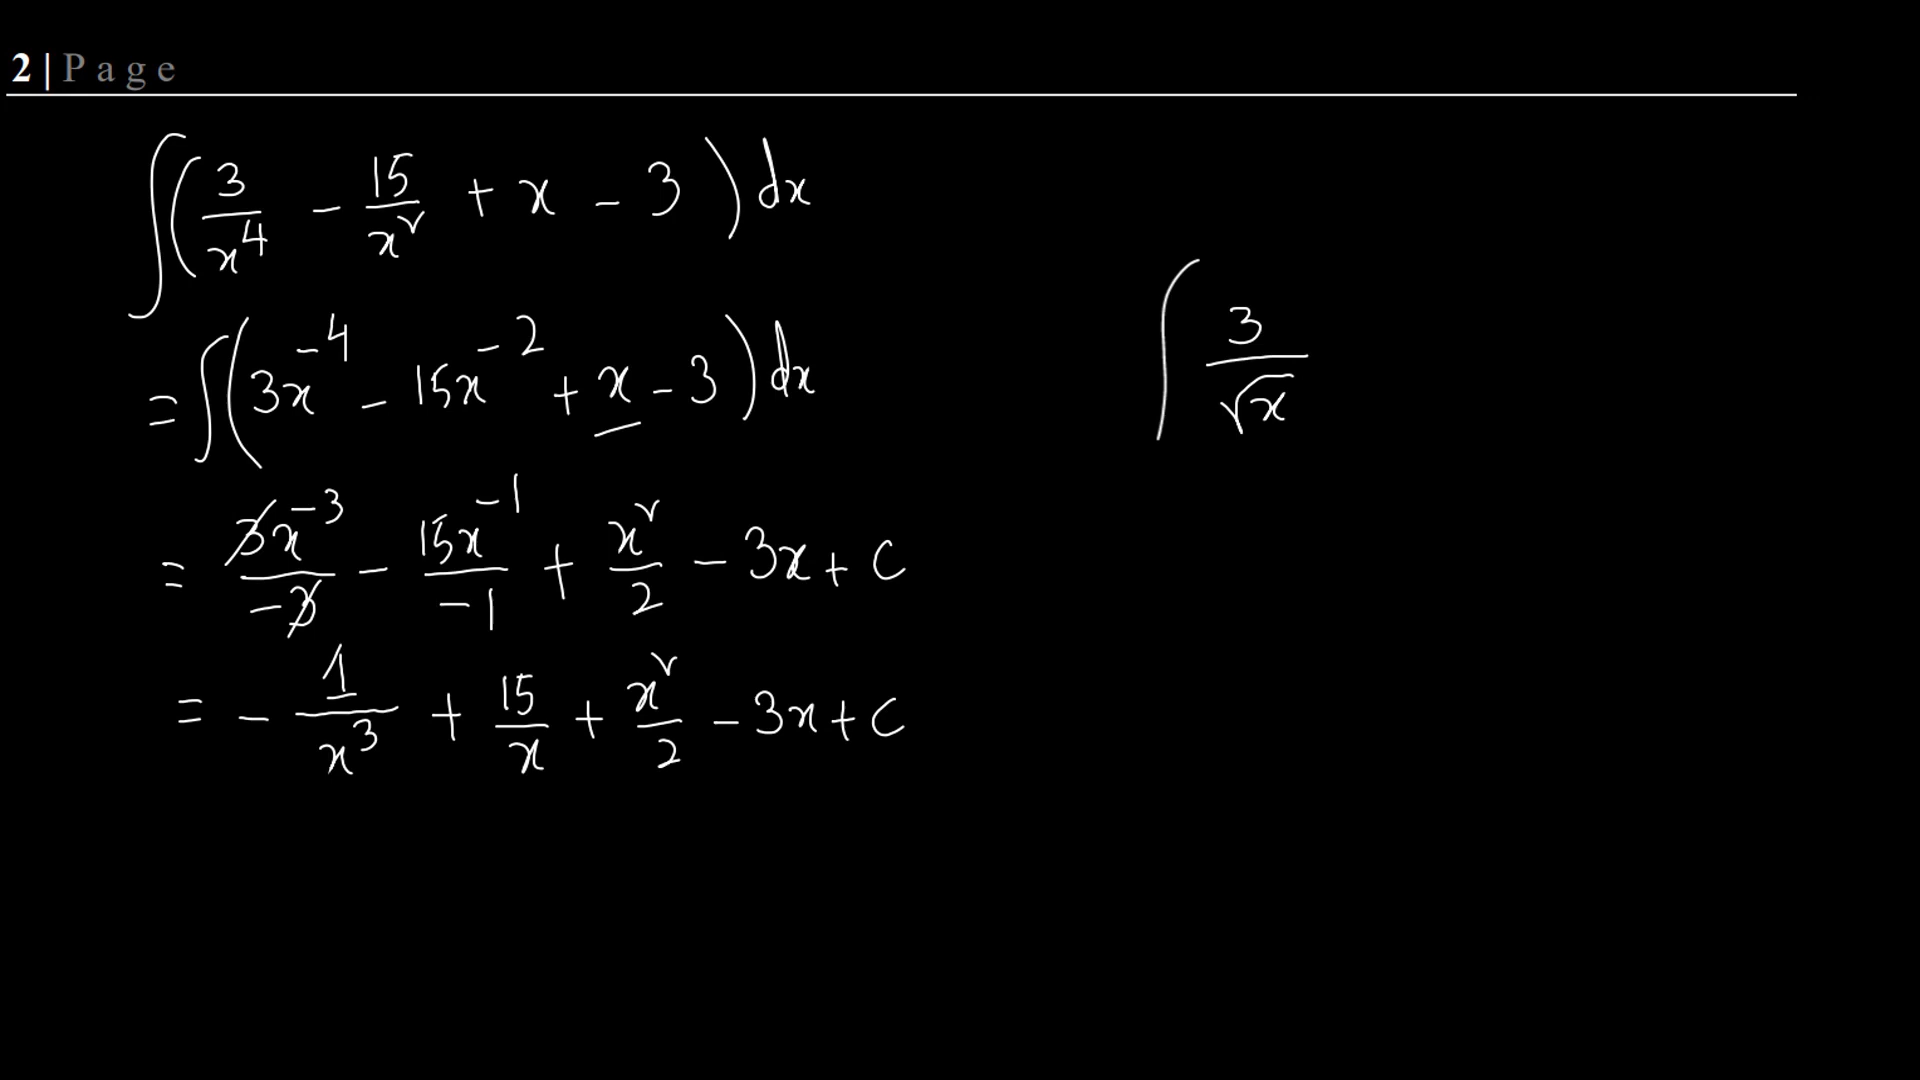 2 | P a g e
∫(3/x⁴ - 15/x² + x - 3) dx
= ∫(3x⁻⁴ - 15x⁻² + x - 3) dx
= 3x⁻³/-3 - 15x⁻¹/-1 + x²/2 - 3x + c
= - 1/x³ + 15/x + x²/2 - 3x + c
∫ 3/√x